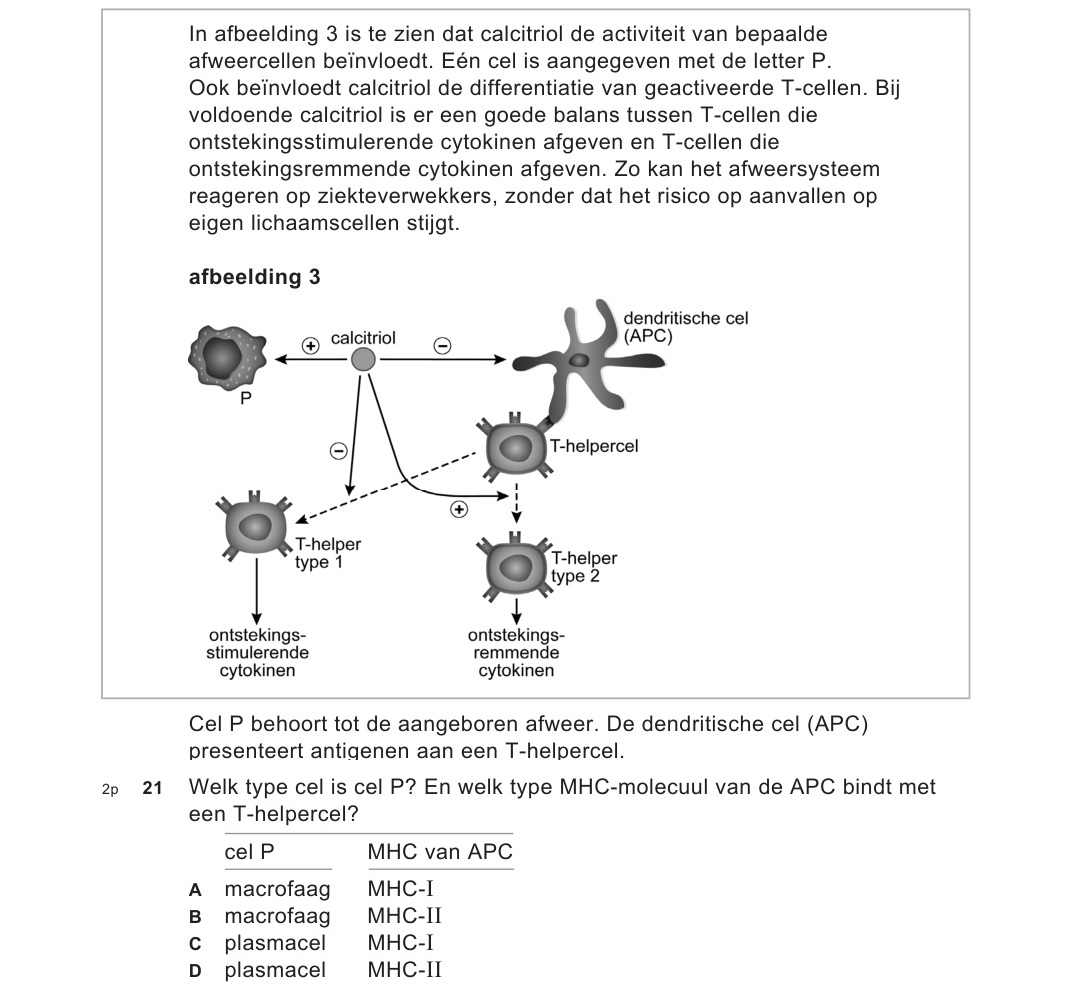 In afbeelding 3 is te zien dat calcitriol de activiteit van bepaalde
afweercellen beïnvloedt. Eén cel is aangegeven met de letter P.
Ook beïnvloedt calcitriol de differentiatie van geactiveerde T-cellen. Bij
voldoende calcitriol is er een goede balans tussen T-cellen die
ontstekingsstimulerende cytokinen afgeven en T-cellen die
ontstekingsremmende cytokinen afgeven. Zo kan het afweersysteem
reageren op ziekteverwekkers, zonder dat het risico op aanvallen op
eigen lichaamscellen stijgt.
afbeelding 3
dendritische cel
(APC)
calcitriol
+
−
P
T-helpercel
−
+
T-helper
type 1
T-helper
type 2
ontstekings-
stimulerende
cytokinen
ontstekings-
remmende
cytokinen
Cel P behoort tot de aangeboren afweer. De dendritische cel (APC)
presenteert antigenen aan een T-helpercel.
2p 21 Welk type cel is cel P? En welk type MHC-molecuul van de APC bindt met
een T-helpercel?
cel P MHC van APC
A macrofaag MHC-I
B macrofaag MHC-II
C plasmacel MHC-I
D plasmacel MHC-II